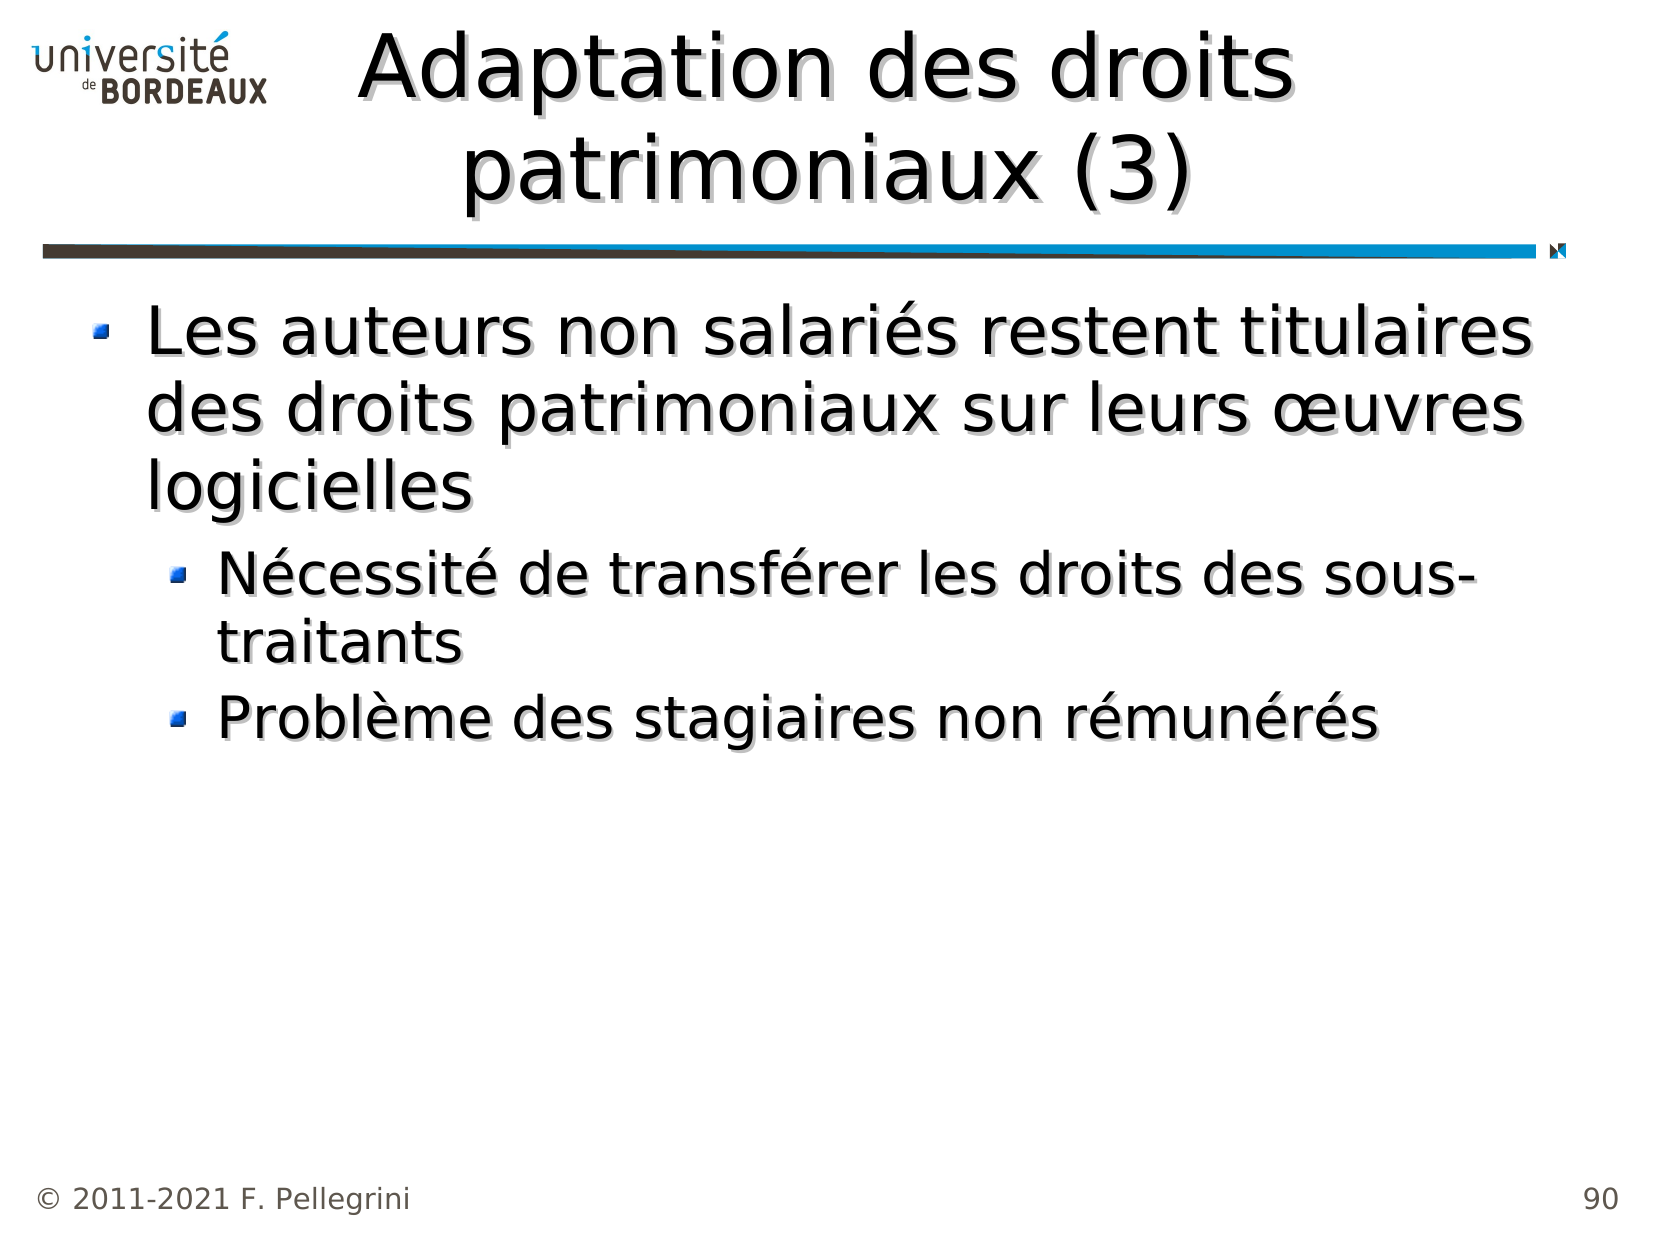 université
de BORDEAUX
Adaptation des droits
patrimoniaux (3)
Les auteurs non salariés restent titulaires
des droits patrimoniaux sur leurs œuvres
logicielles
Nécessité de transférer les droits des sous-
traitants
Problème des stagiaires non rémunérés
© 2011-2021 F. Pellegrini
90